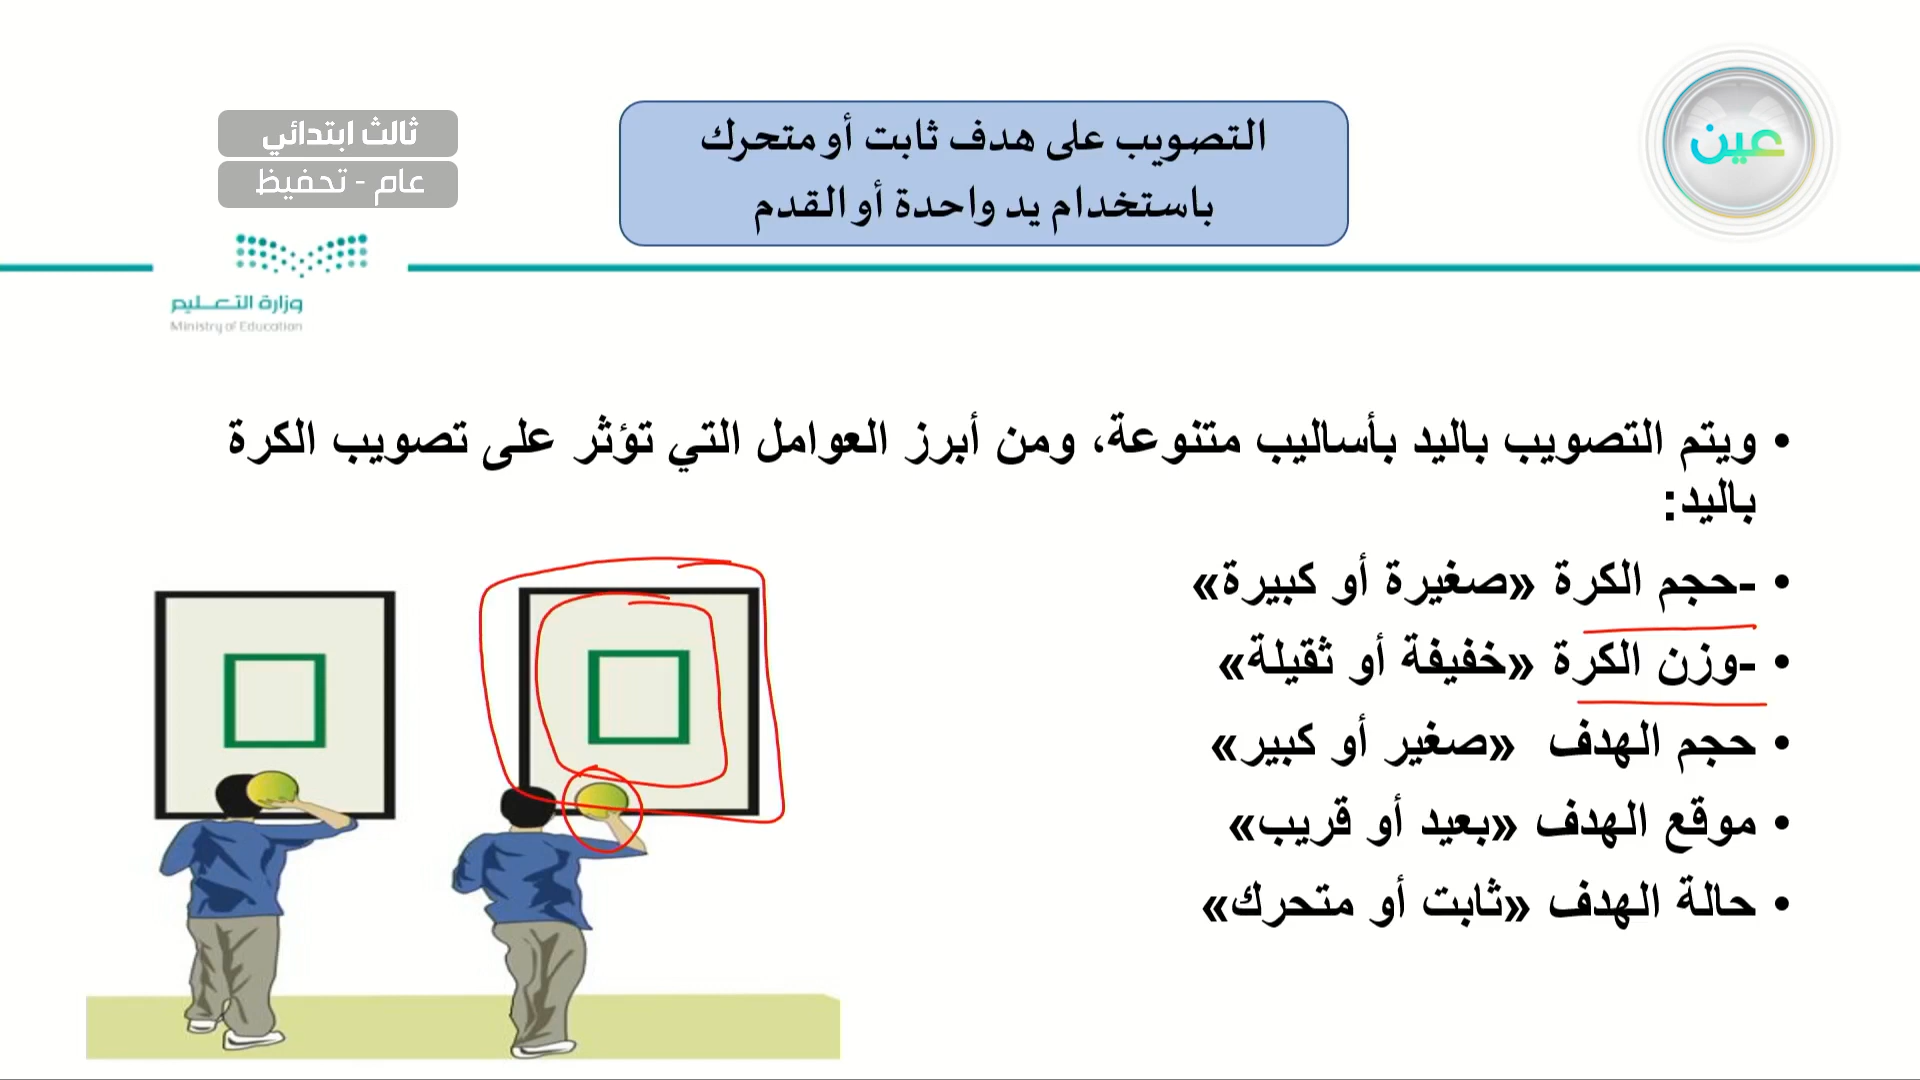 التصويب على هدف ثابت أو متحرك
باستخدام يد واحدة أو القدم
عين
ثالث ابتدائي
عام - تحفيظ
وزارة التعليم
Ministry of Education
• ويتم التصويب باليد بأساليب متنوعة، ومن أبرز العوامل التي تؤثر على تصويب الكرة
باليد:
• -حجم الكرة «صغيرة أو كبيرة»
• -وزن الكرة «خفيفة أو ثقيلة»
• حجم الهدف «صغير أو كبير»
• موقع الهدف «بعيد أو قريب»
• حالة الهدف «ثابت أو متحرك»